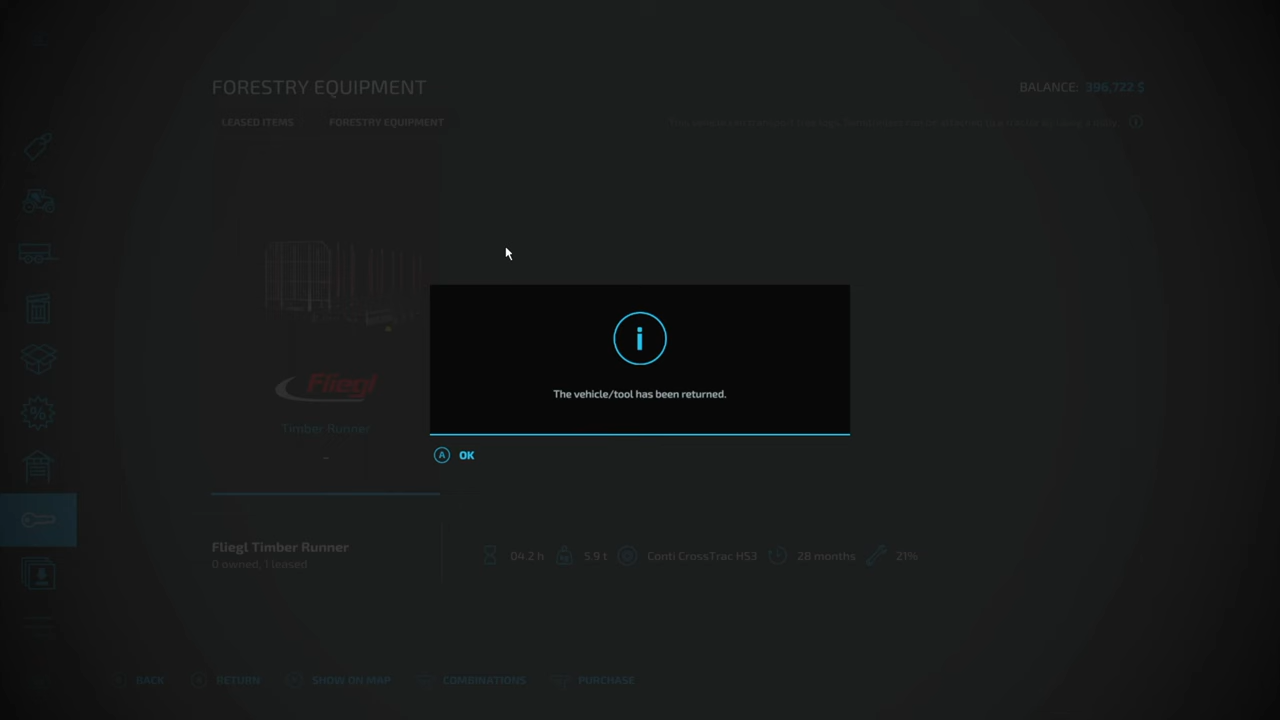 FORESTRY EQUIPMENT
BALANCE: 396,722 $
LEASED ITEMS FORESTRY EQUIPMENT
Fliegl
Timber Runner
–
The vehicle/tool has been returned.
A OK
Fliegl Timber Runner
0 owned, 1 leased
04.2 h 5.9 t Conti CrossTrac HS3 28 months 21%
BACK RETURN SHOW ON MAP COMBINATIONS PURCHASE